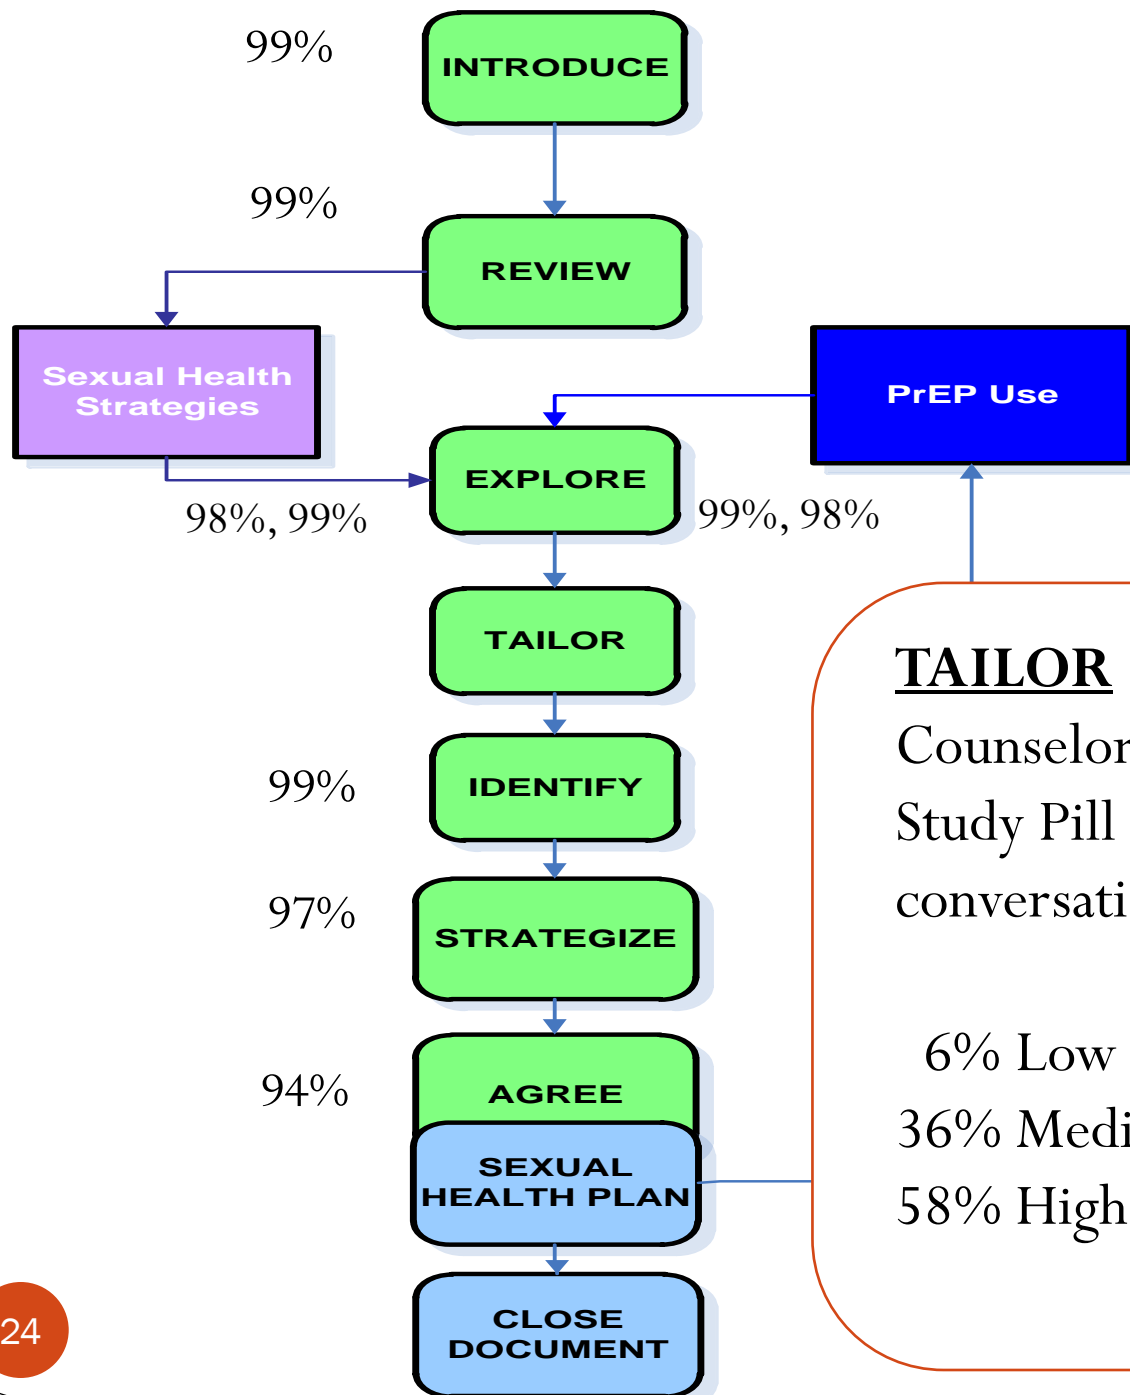 99%
INTRODUCE
99%
REVIEW
Sexual Health
Strategies
PrEP Use
EXPLORE
98%, 99%
99%, 98%
TAILOR
99%
IDENTIFY
97%
STRATEGIZE
94%
AGREE
SEXUAL
HEALTH PLAN
CLOSE
DOCUMENT
TAILOR
Counselor
Study Pill
conversati
6% Low
36% Medi
58% High
24